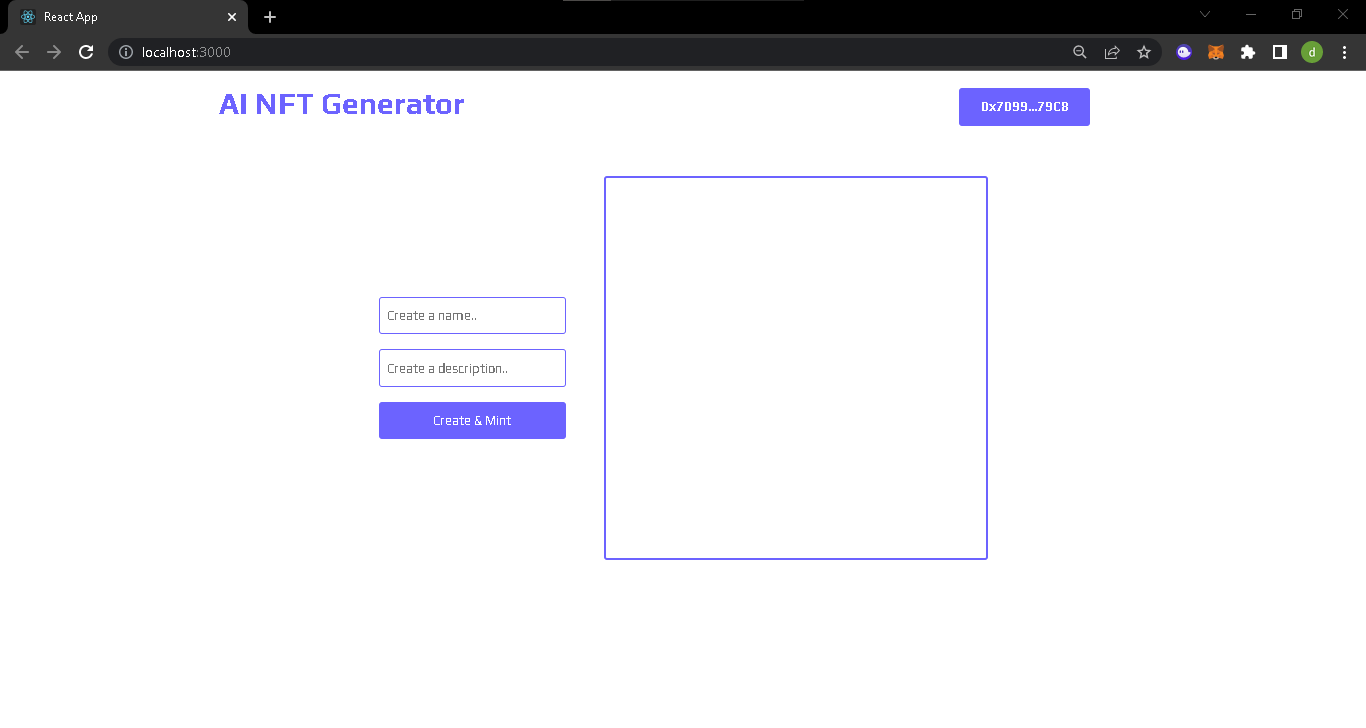 React App
localhost:3000
d
AI NFT Generator
0x7D99...79C8
Create a name..
Create a description..
Create & Mint